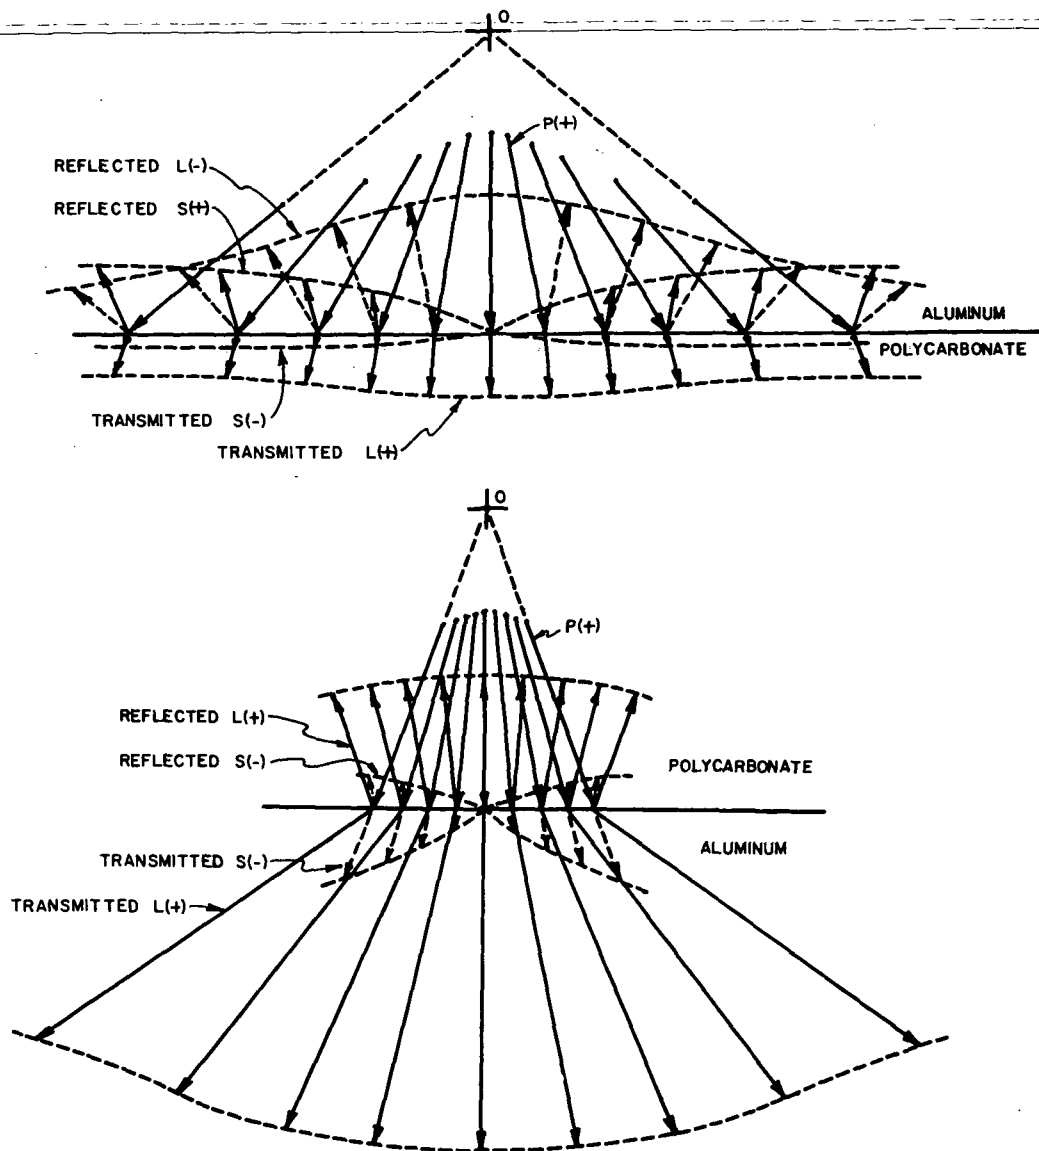 O
P(+)
REFLECTED L(-)
REFLECTED S(+)
ALUMINUM
POLYCARBONATE
TRANSMITTED S(-)
TRANSMITTED L(+)
O
P(+)
REFLECTED L(+)
REFLECTED S(-)
POLYCARBONATE
ALUMINUM
TRANSMITTED S(-)
TRANSMITTED L(+)